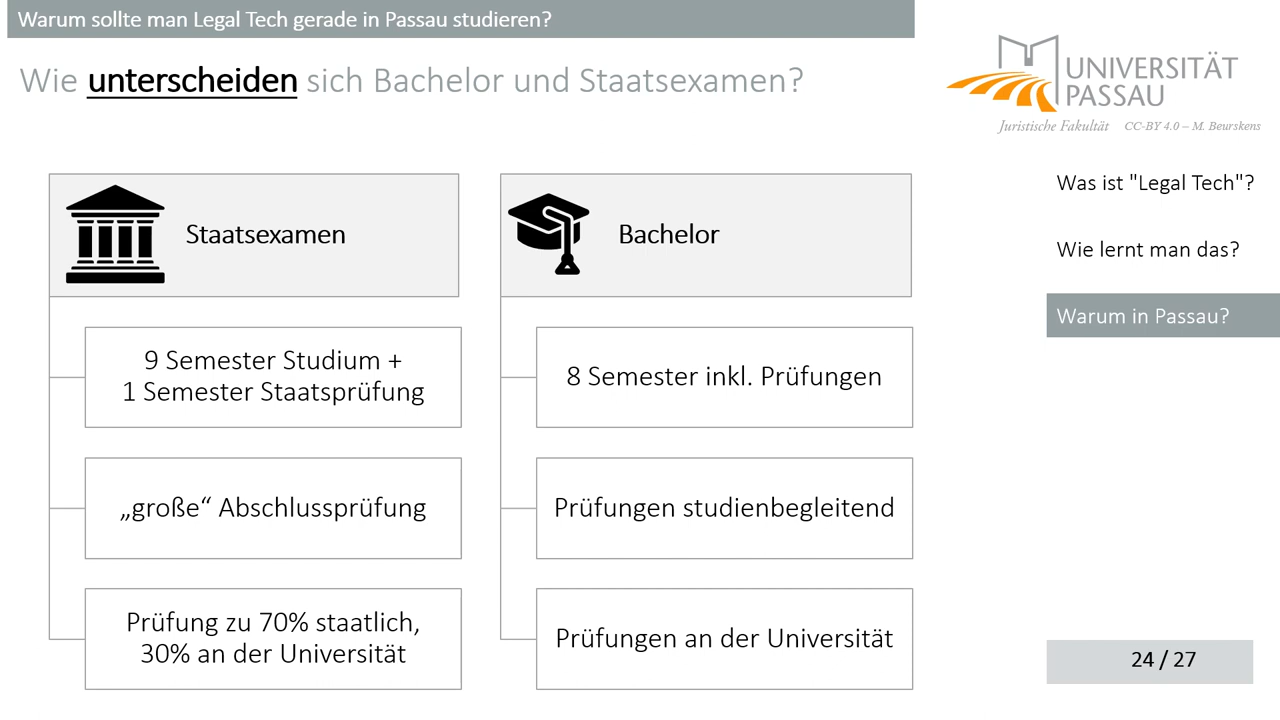 Warum sollte man Legal Tech gerade in Passau studieren?
Wie unterscheiden sich Bachelor und Staatsexamen?
UNIVERSITÄT
PASSAU
Juristische Fakultät CC-BY 4.0 – M. Beurskens
Staatsexamen
9 Semester Studium +
1 Semester Staatsprüfung
„große“ Abschlussprüfung
Prüfung zu 70% staatlich,
30% an der Universität
Bachelor
8 Semester inkl. Prüfungen
Prüfungen studienbegleitend
Prüfungen an der Universität
Was ist "Legal Tech"?
Wie lernt man das?
Warum in Passau?
24 / 27